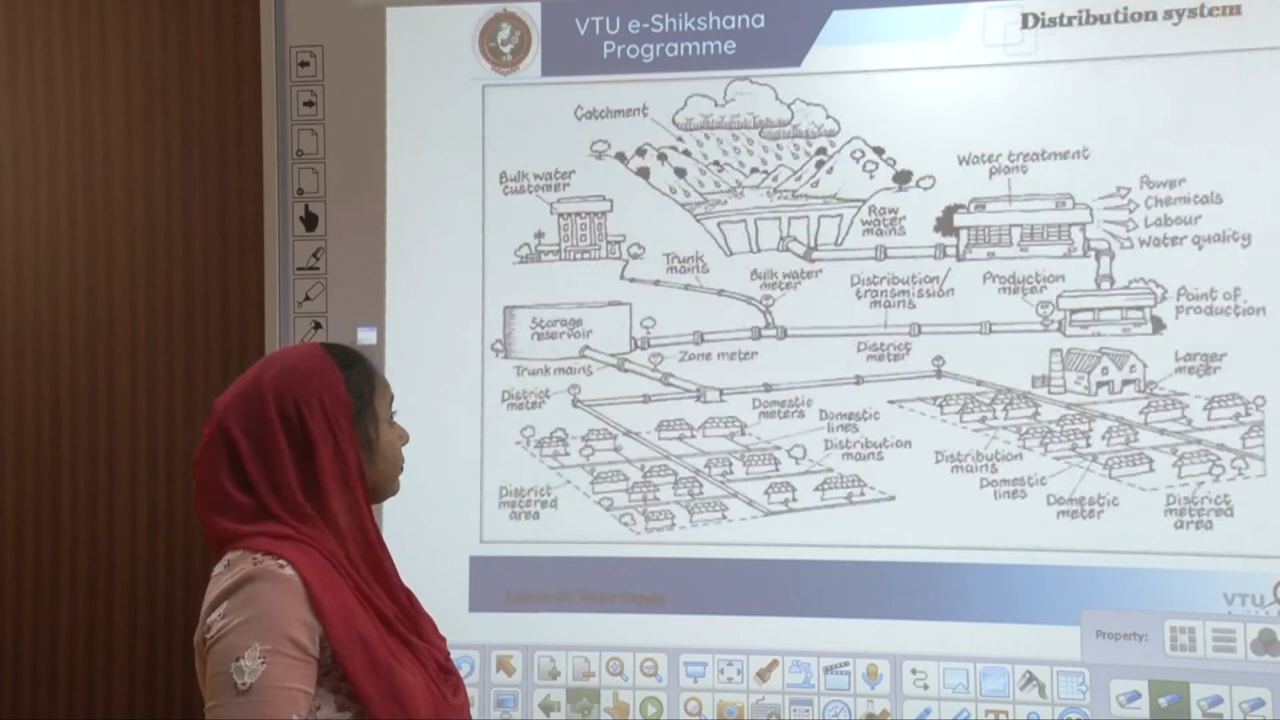 VTU e-Shikshana
Programme
Distribution system
Catchment
Bulk water
customer
Water treatment
plant
Power
Chemicals
Labour
Water quality
Raw
water
mains
Trunk
mains
Bulk water
meter
Distribution/
transmission
mains
Production
meter
Point of
production
Storage
reservoir
Zone meter
District
meter
Larger
meter
Trunk mains
District
meter
Domestic
meters
Domestic
lines
Distribution
mains
Distribution
mains
Domestic
lines
Domestic
meter
District
metered
area
District
metered
area
VTU
Property: